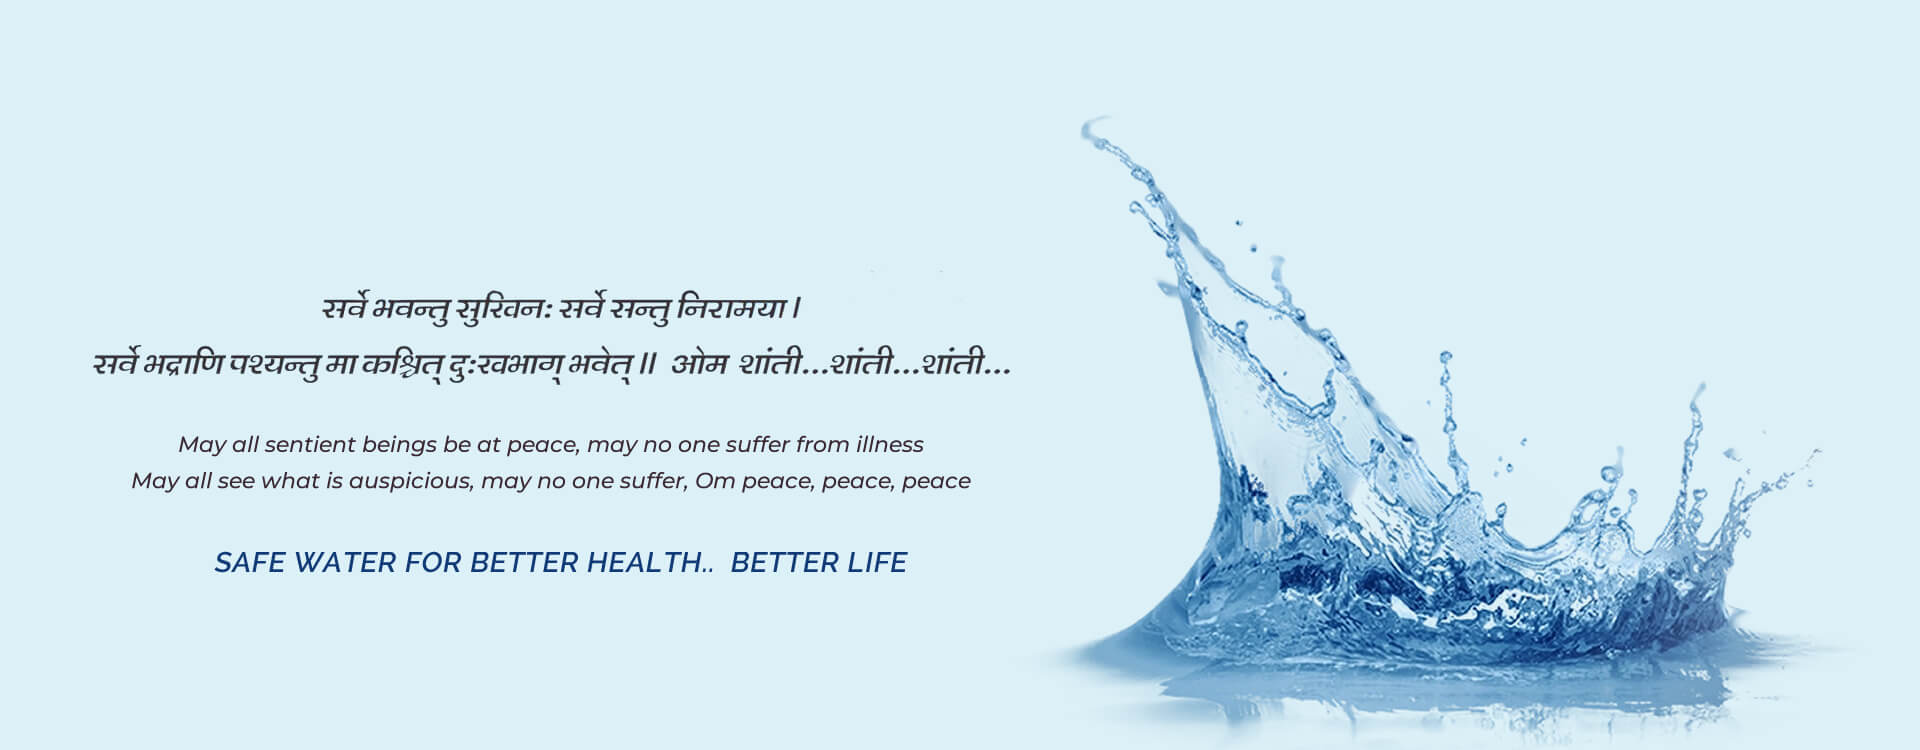 सर्वे भवन्तु सुखिनः सर्वे सन्तु निरामया ।
सर्वे भद्राणि पश्यन्तु मा कश्चित् दुःखभाग् भवेत् ॥ ओम शांती...शांती...शांती...
May all sentient beings be at peace, may no one suffer from illness
May all see what is auspicious, may no one suffer, Om peace, peace, peace
SAFE WATER FOR BETTER HEALTH.. BETTER LIFE